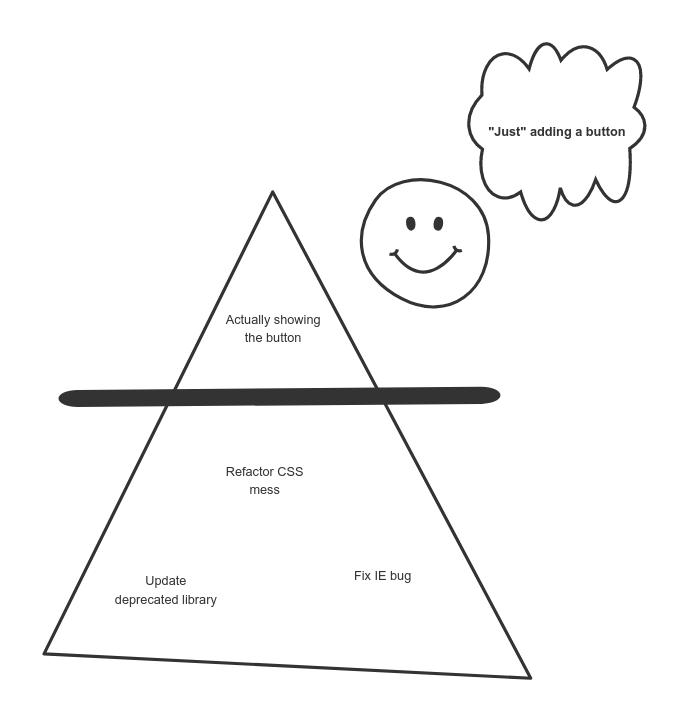 "Just" adding a button
Actually showing
the button
Refactor CSS
mess
Update
deprecated library
Fix IE bug